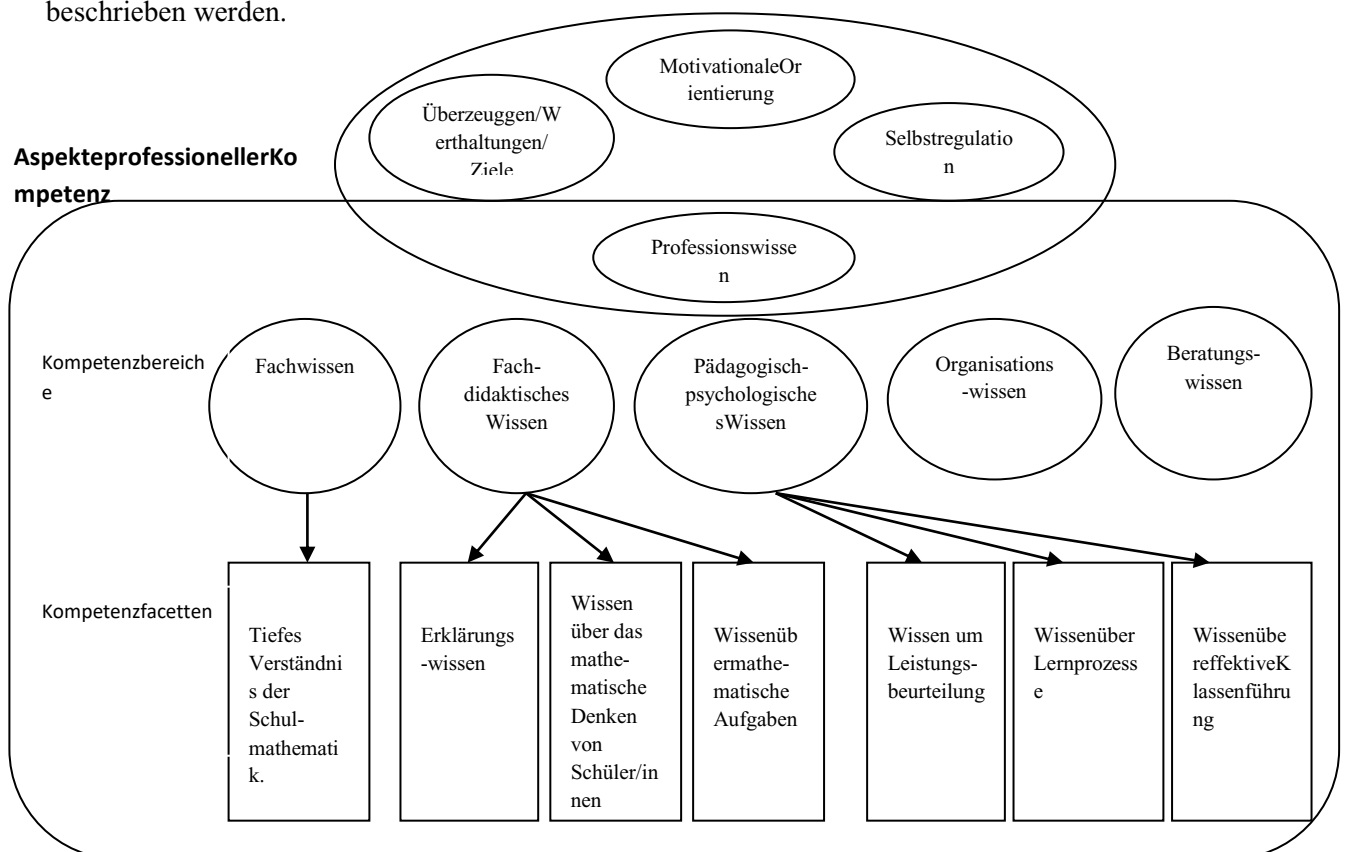 beschrieben werden.
MotivationaleOr
ientierung
Überzeuggen/W
erthaltungen/
Ziele
Selbstregulatio
n
AspekteprofessionellerKo
mpetenz
Professionswisse
n
Kompetenzbereich
e
Fachwissen
Fach-
didaktisches
Wissen
Pädagogisch-
psychologische
sWissen
Organisations
-wissen
Beratungs-
wissen
Kompetenzfacetten
Tiefes
Verständni
s der
Schul-
mathemati
k.
Erklärungs
-wissen
Wissen
über das
mathe-
matische
Denken
von
Schüler/in
nen
Wissenüb
ermathe-
matische
Aufgaben
Wissen um
Leistungs-
beurteilung
Wissenüber
Lernprozess
e
Wissenübe
reffektiveK
lassenführu
ng